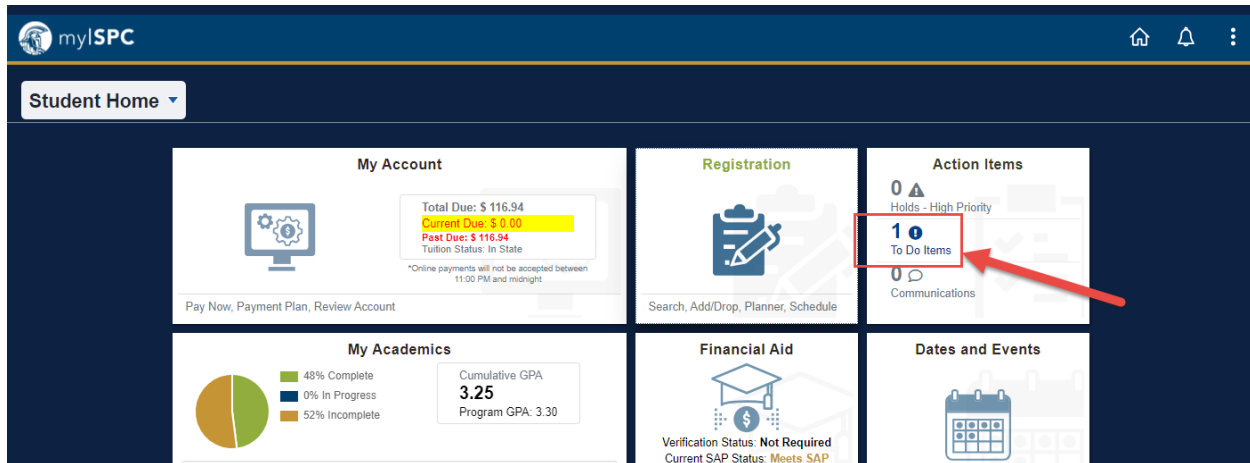 myISPC
Student Home
My Account
Total Due: $ 116.94
Current Due: $ 0.00
Past Due: $ 116.94
Tuition Status: In State
*Online payments will not be accepted between
11:00 PM and midnight
Pay Now, Payment Plan, Review Account
Registration
Search, Add/Drop, Planner, Schedule
Action Items
0
Holds - High Priority
1
To Do Items
0
Communications
My Academics
48% Complete
0% In Progress
52% Incomplete
Cumulative GPA
3.25
Program GPA: 3.30
Financial Aid
Verification Status: Not Required
Current SAP Status: Meets SAP
Dates and Events